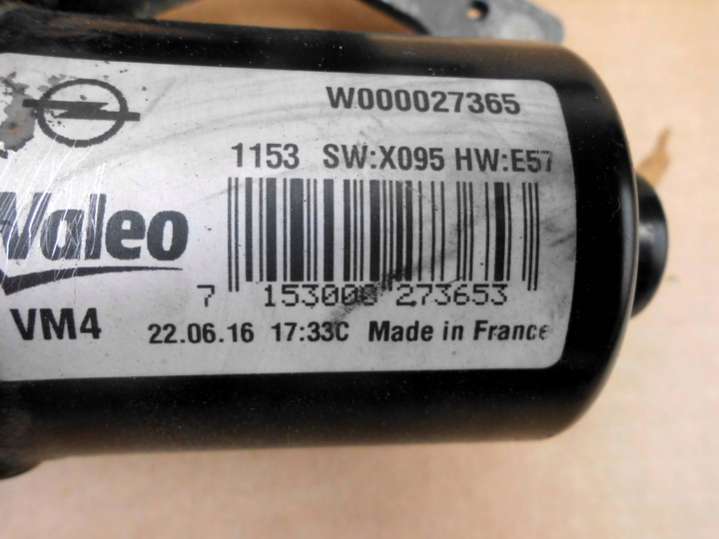 W000027365
1153 SW:X095 HW:E57
Valeo
7 153000 273653
VM4
22.06.16 17:33C Made in France